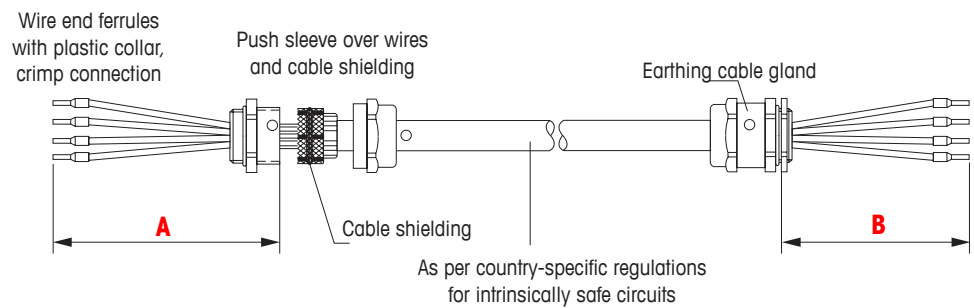 Wire end ferrules
with plastic collar,
crimp connection
Push sleeve over wires
and cable shielding
Earthing cable gland
A
B
Cable shielding
As per country-specific regulations
for intrinsically safe circuits